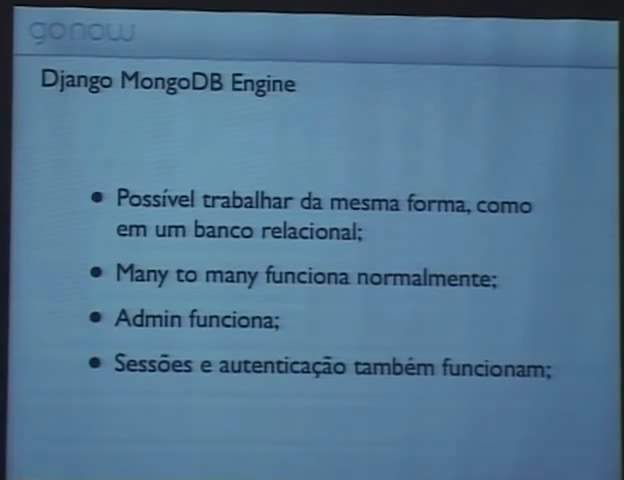 gonow
Django MongoDB Engine
• Possível trabalhar da mesma forma, como
em um banco relacional;
• Many to many funciona normalmente;
• Admin funciona;
• Sessões e autenticação também funcionam;